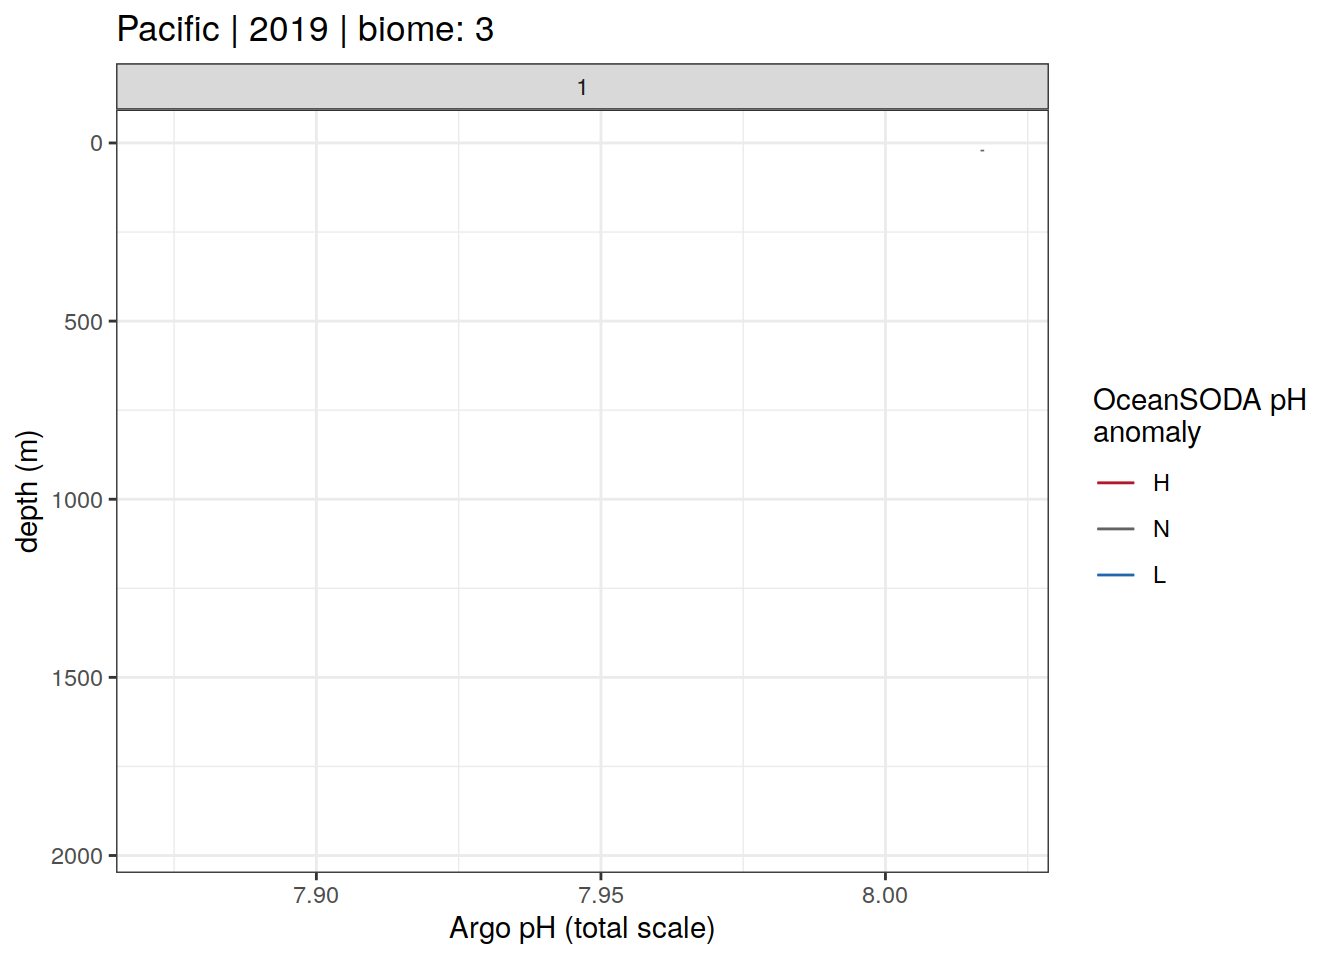 Pacific | 2019 | biome: 3
1
0
500
1000
1500
2000
depth (m)
7.90
7.95
8.00
Argo pH (total scale)
OceanSODA pH
anomaly
H
N
L